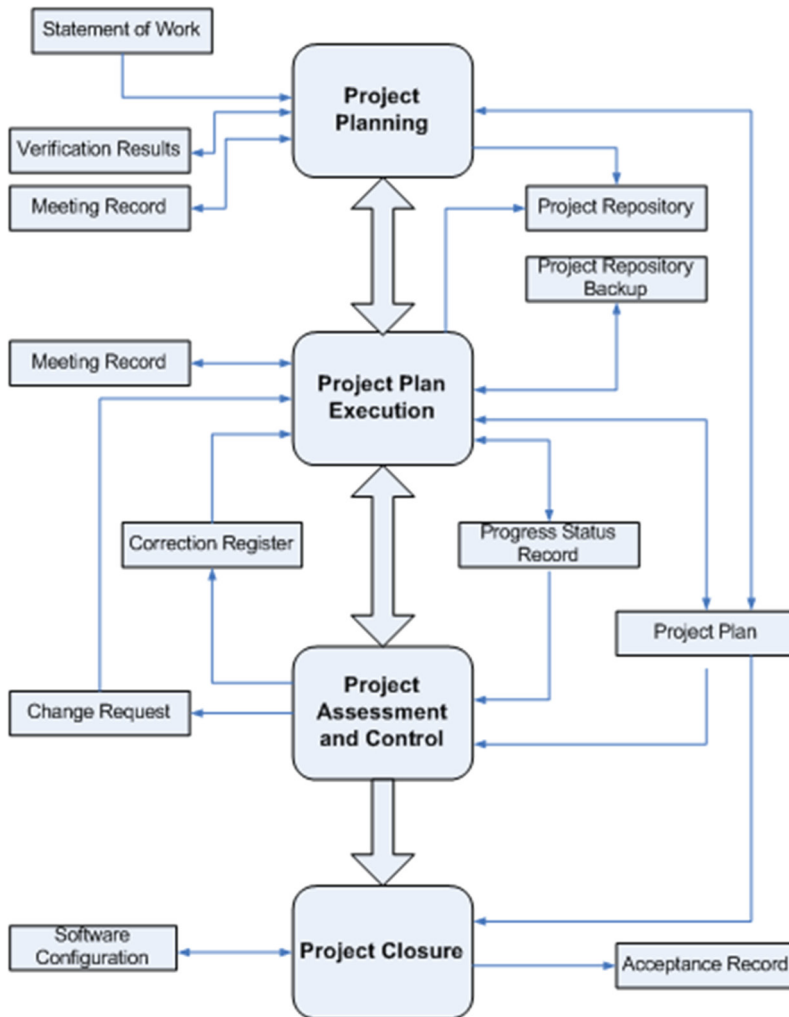 Statement of Work
Project
Planning
Verification Results
Meeting Record
Project Repository
Project Repository
Backup
Meeting Record
Project Plan
Execution
Correction Register
Progress Status
Record
Project Plan
Project
Assessment
and Control
Change Request
Software
Configuration
Project Closure
Acceptance Record